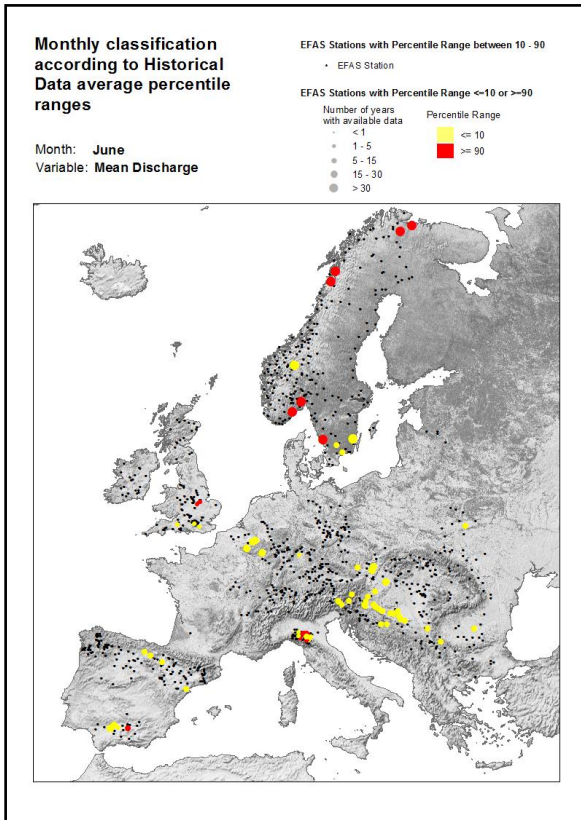 Monthly classification
according to Historical
Data average percentile
ranges
Month: June
Variable: Mean Discharge
EFAS Stations with Percentile Range between 10 - 90
EFAS Station
EFAS Stations with Percentile Range <=10 or >=90
Number of years
with available data
< 1
1 - 5
5 - 15
15 - 30
> 30
Percentile Range
<= 10
>= 90